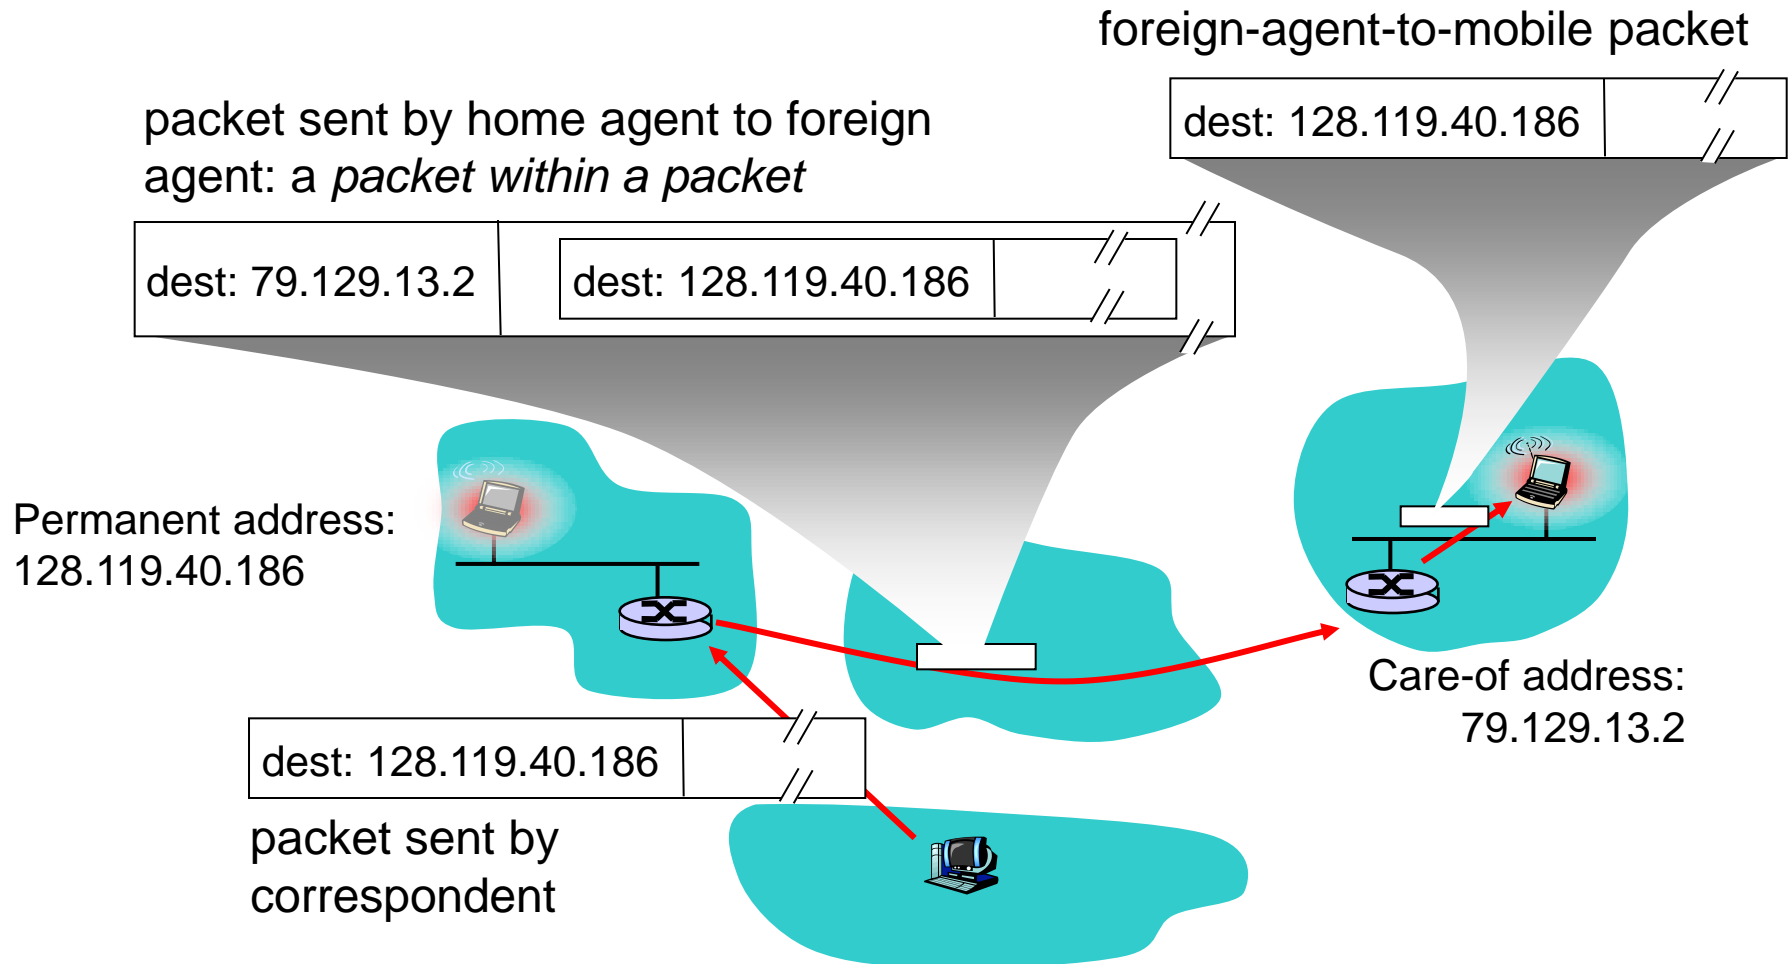 foreign-agent-to-mobile packet
dest: 128.119.40.186
packet sent by home agent to foreign
agent: a packet within a packet
dest: 79.129.13.2
dest: 128.119.40.186
Permanent address:
128.119.40.186
Care-of address:
79.129.13.2
dest: 128.119.40.186
packet sent by
correspondent